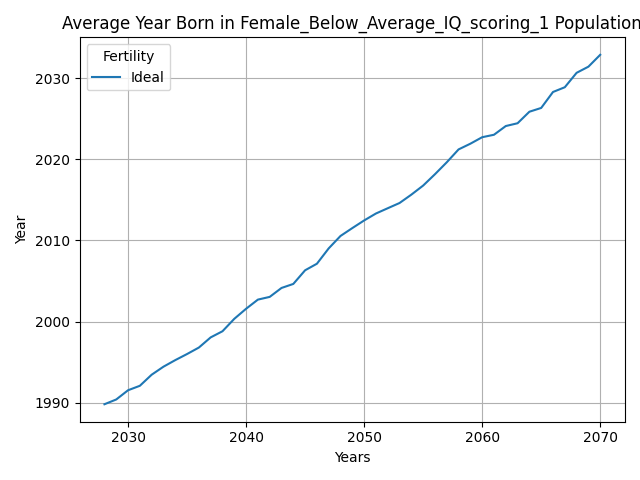 Average Year Born in Female_Below_Average_IQ_scoring_1 Population
Fertility
Ideal
Year
2030
2020
2010
2000
1990
2030 2040 2050 2060 2070
Years